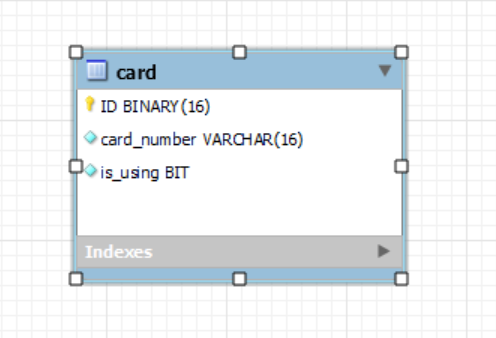 card
ID BINARY(16)
card_number VARCHAR(16)
is_using BIT
Indexes